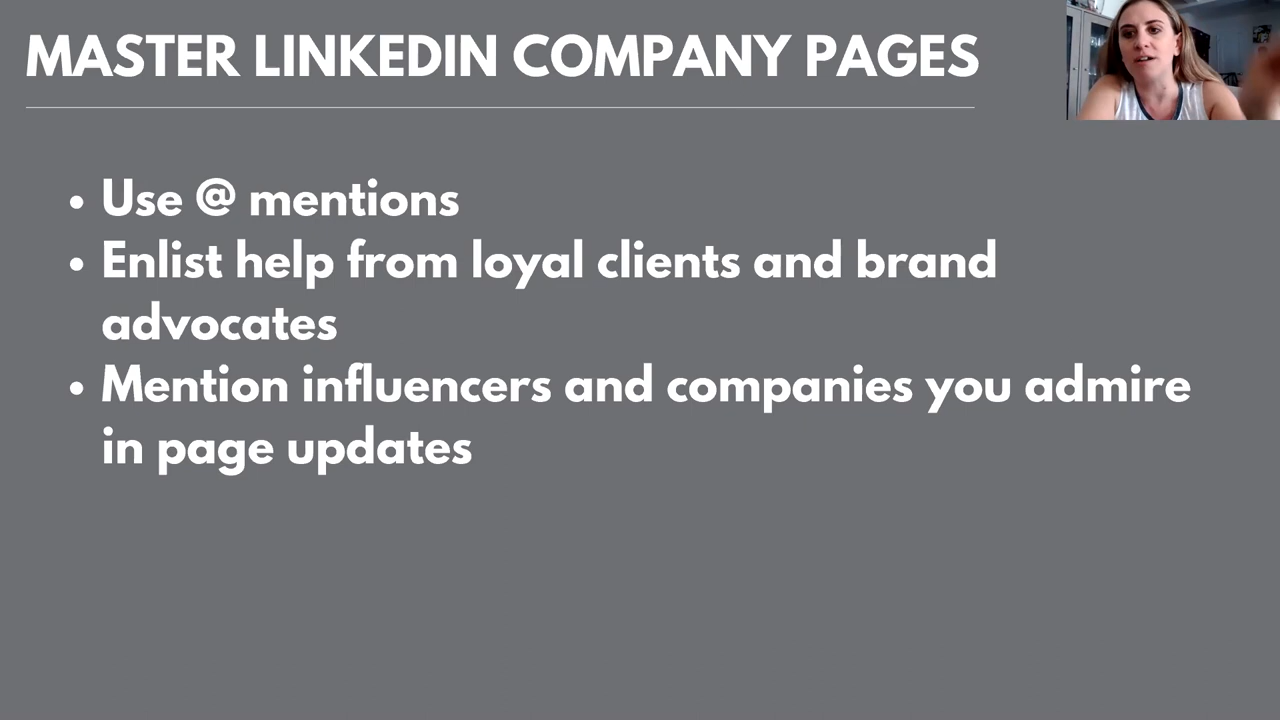 MASTER LINKEDIN COMPANY PAGES
• Use @ mentions
• Enlist help from loyal clients and brand
advocates
• Mention influencers and companies you admire
in page updates